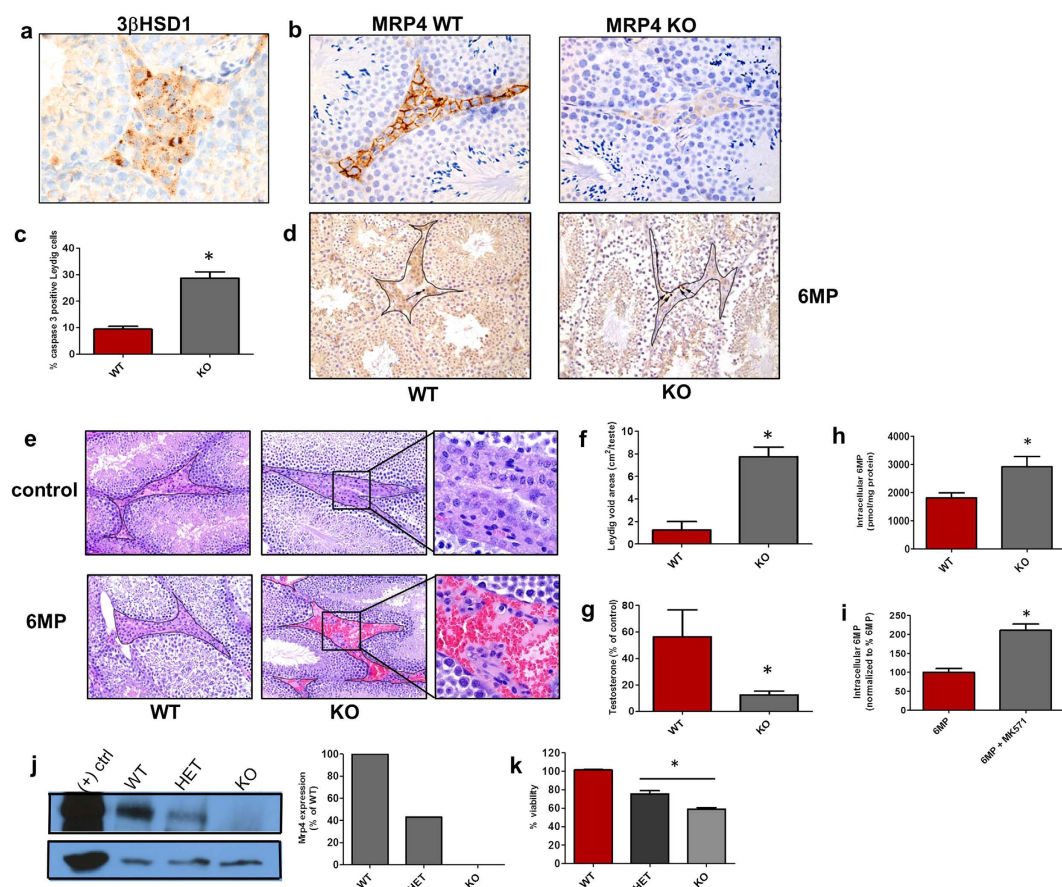 a
3βHSD1
b
MRP4 WT
MRP4 KO
c
% caspase 3 positive Leydig cells
40
30
20
10
0
*
WT
KO
d
6MP
WT
KO
e
control
6MP
WT
KO
f
Leydig void areas (cm²/teste)
8
6
4
2
0
*
WT
KO
g
Testosterone (% of control)
80
60
40
20
0
*
WT
KO
h
Intracellular 6MP
(pmol/mg protein)
4000
3000
2000
1000
0
*
WT
KO
i
Intracellular 6MP
(normalized to % 6MP)
250
200
150
100
50
0
*
6MP
6MP + MK571
j
(+) ctrl
WT
HET
KO
Mrp4 expression
(% of WT)
100
80
60
40
20
0
WT
HET
KO
k
% viability
120
100
80
60
40
20
0
*
WT
HET
KO